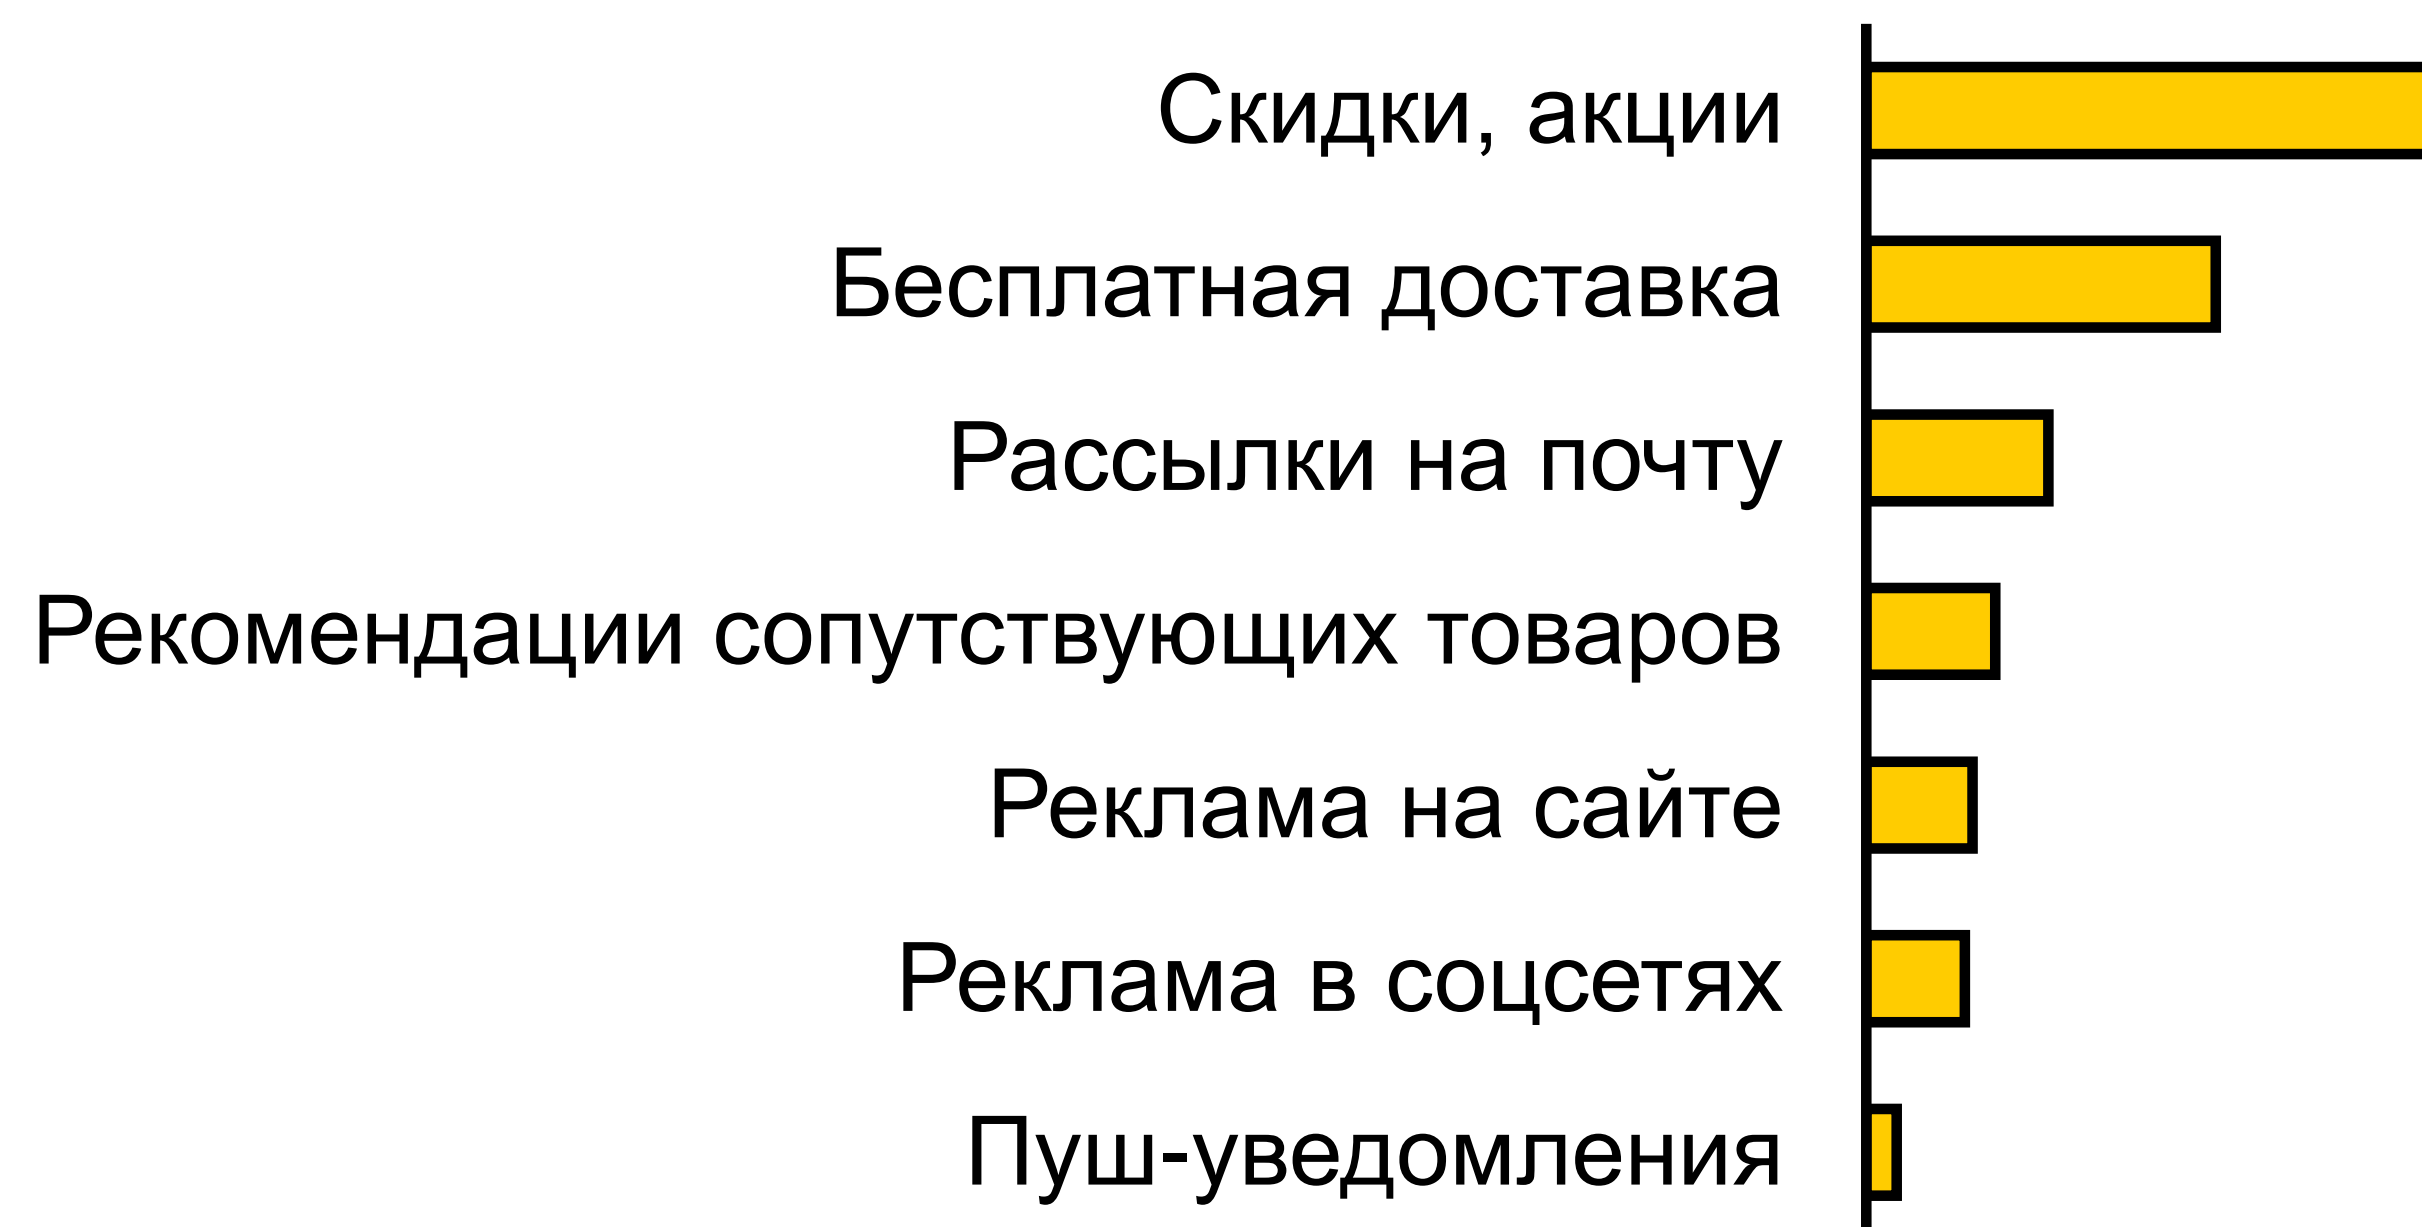 Скидки, акции
Бесплатная доставка
Рассылки на почту
Рекомендации сопутствующих товаров
Реклама на сайте
Реклама в соцсетях
Пуш-уведомления